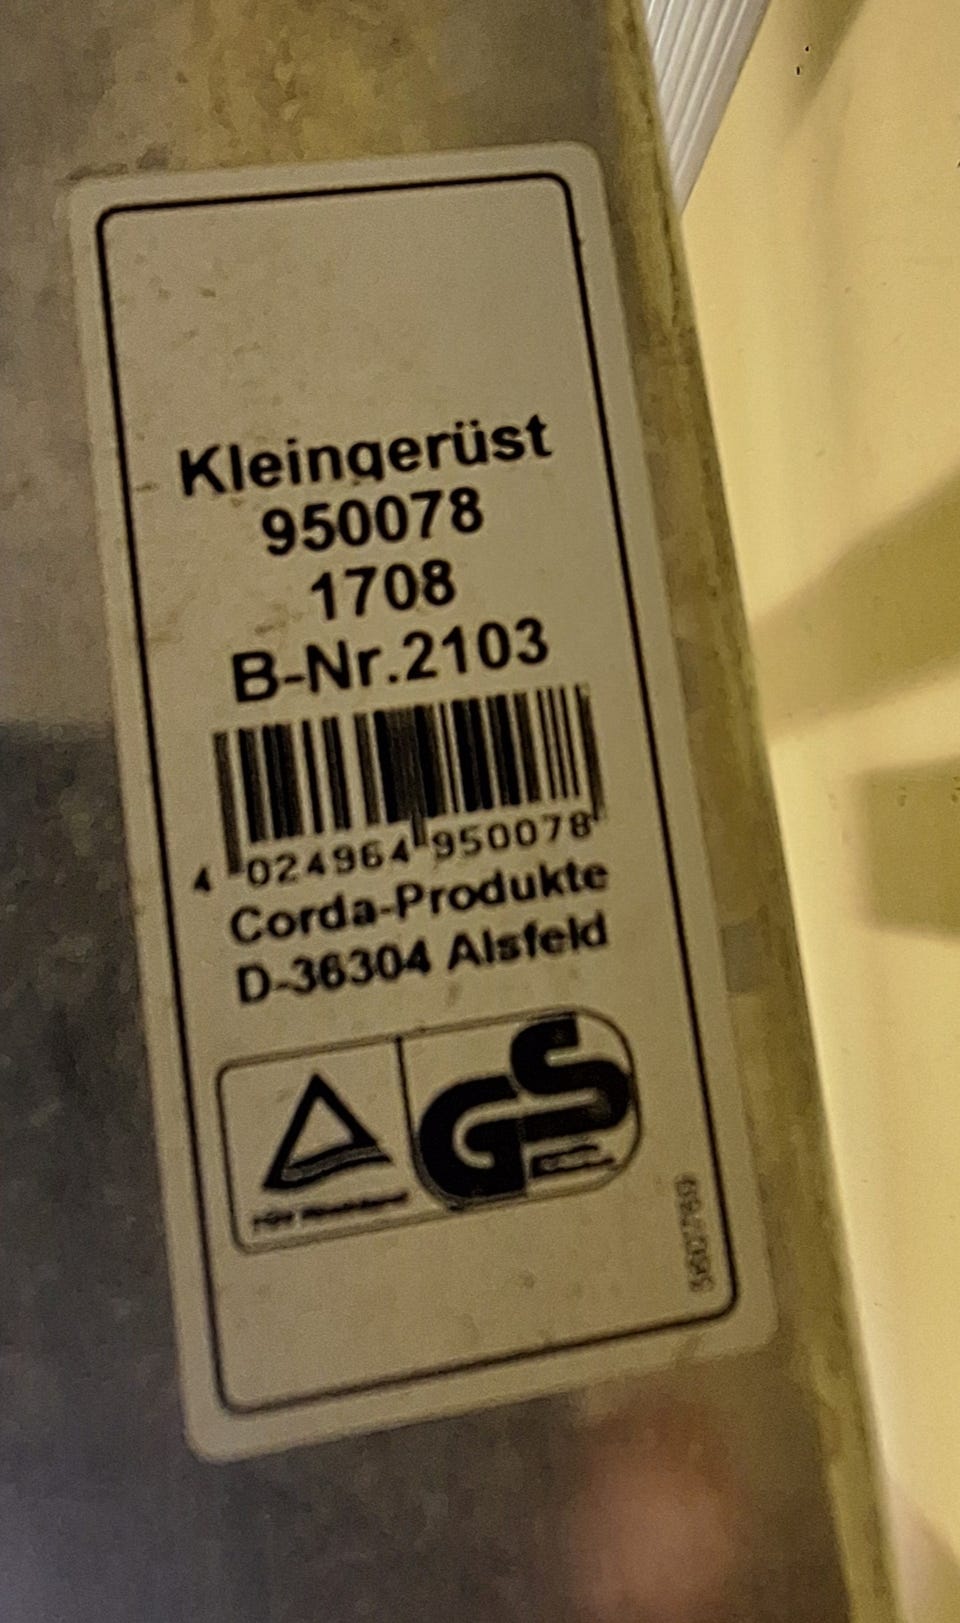 Kleingerüst
950078
1708
B-Nr.2103
4 024964 950078
Corda-Produkte
D-36304 Alsfeld
GS